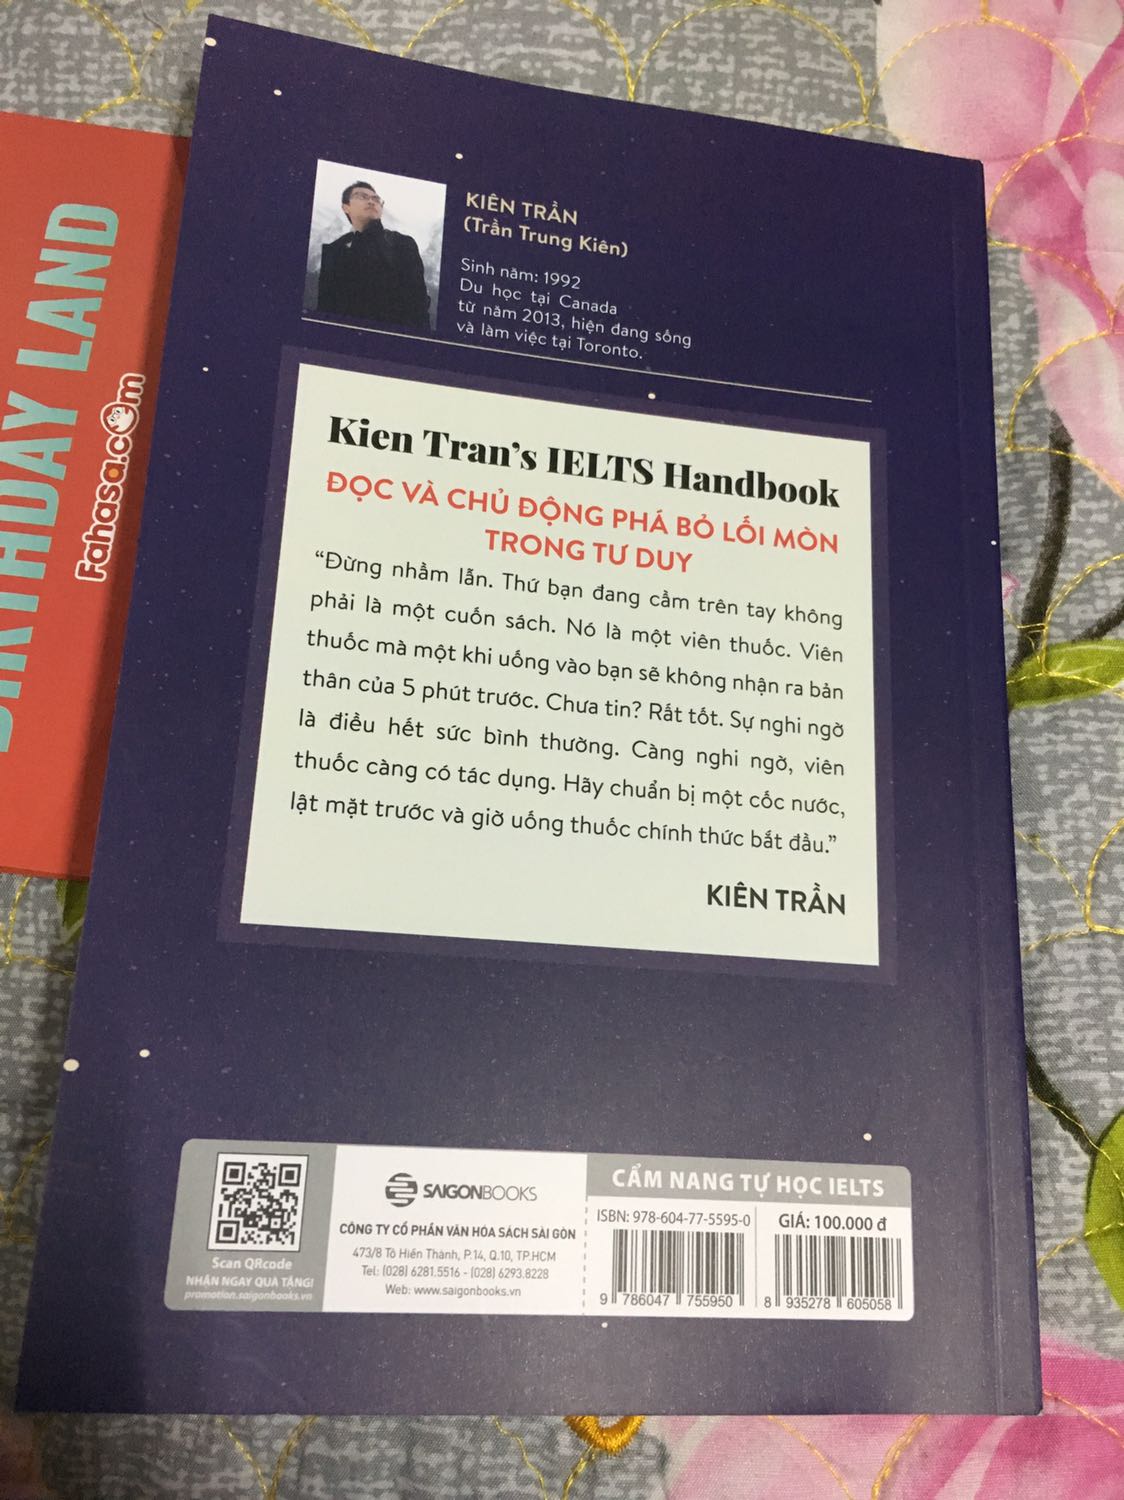 KIÊN TRẦN
(Trần Trung Kiên)
Sinh năm: 1992
Du học tại Canada
từ năm 2013, hiện đang sống
và làm việc tại Toronto.
Kien Tran's IELTS Handbook
ĐỌC VÀ CHỦ ĐỘNG PHÁ BỎ LỐI MÒN
TRONG TƯ DUY
“Đừng nhầm lẫn. Thứ bạn đang cầm trên tay không
phải là một cuốn sách. Nó là một viên thuốc. Viên
thuốc mà một khi uống vào bạn sẽ không nhận ra bản
thân của 5 phút trước. Chưa tin? Rất tốt. Sự nghi ngờ
là điều hết sức bình thường. Càng nghi ngờ, viên
thuốc càng có tác dụng. Hãy chuẩn bị một cốc nước,
lật mặt trước và giờ uống thuốc chính thức bắt đầu.”
KIÊN TRẦN
Scan QRcode
NHẬN NGAY QUÀ TẶNG!
promotion.saigonbooks.vn
SAIGONBOOKS
CÔNG TY CỔ PHẦN VĂN HÓA SÁCH SÀI GÒN
473/8 Tô Hiến Thành, P.14, Q.10, TP.HCM
Tel: (028) 6281.5516 - (028) 6293.8228
Web: www.saigonbooks.vn
CẨM NANG TỰ HỌC IELTS
ISBN: 978-604-77-5595-0
GIÁ: 100.000 đ
9 786047 755950
8 935278 605058
LAND
Fahasa.com